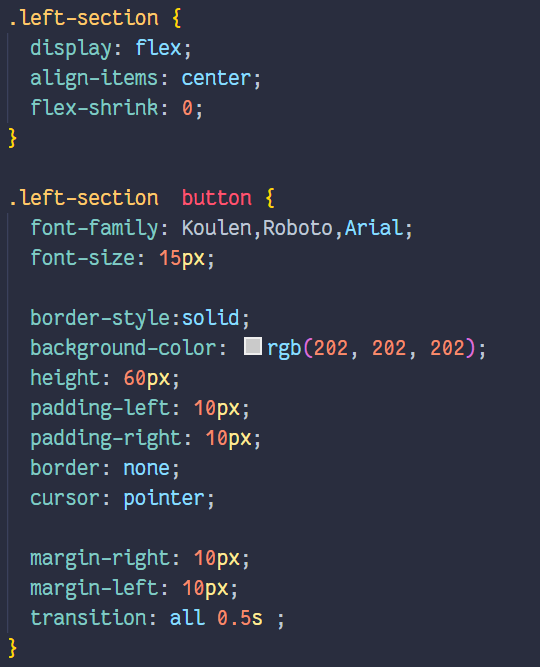 .left-section {
  display: flex;
  align-items: center;
  flex-shrink: 0;
}

.left-section  button {
  font-family: Koulen,Roboto,Arial;
  font-size: 15px;

  border-style:solid;
  background-color: rgb(202, 202, 202);
  height: 60px;
  padding-left: 10px;
  padding-right: 10px;
  border: none;
  cursor: pointer;

  margin-right: 10px;
  margin-left: 10px;
  transition: all 0.5s ;
}